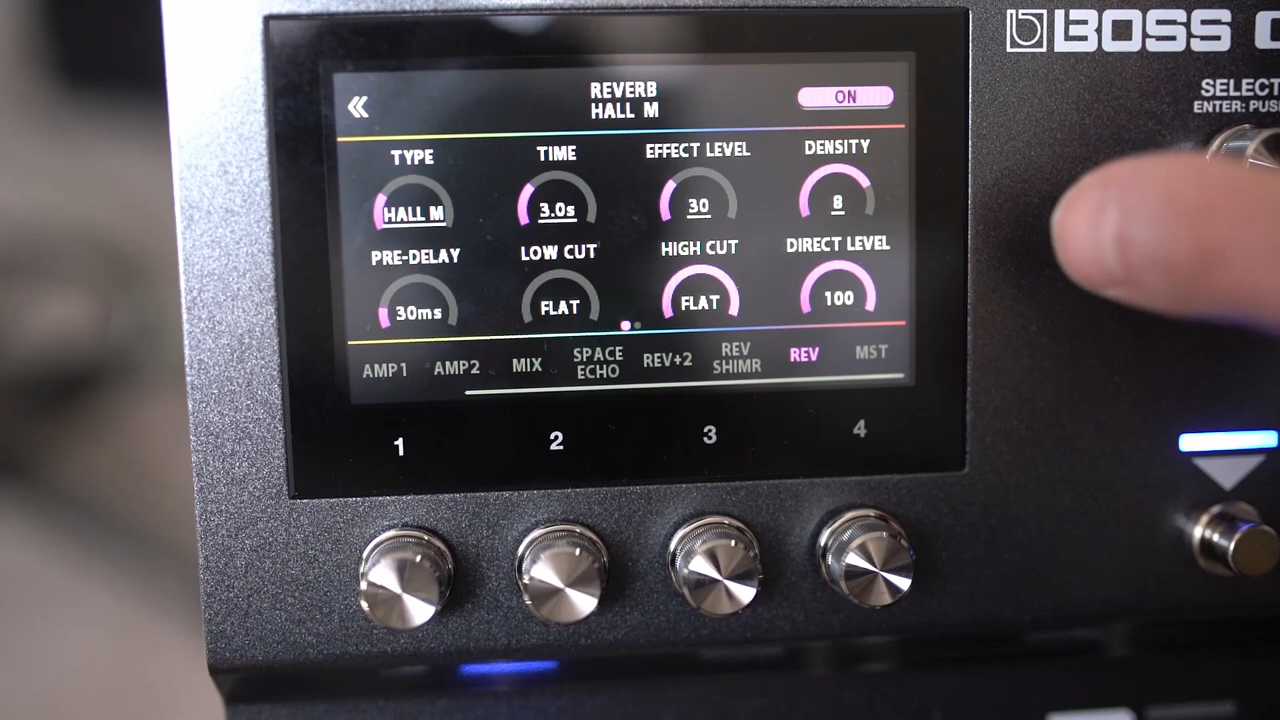 BOSS
SELECT
ENTER: PUS
REVERB
HALL M
ON
TYPE TIME EFFECT LEVEL DENSITY
HALL M 3.0s 30 8
PRE-DELAY LOW CUT HIGH CUT DIRECT LEVEL
30ms FLAT FLAT 100
AMP1 AMP2 MIX SPACE ECHO REV+2 REV SHIMR REV MST
1 2 3 4